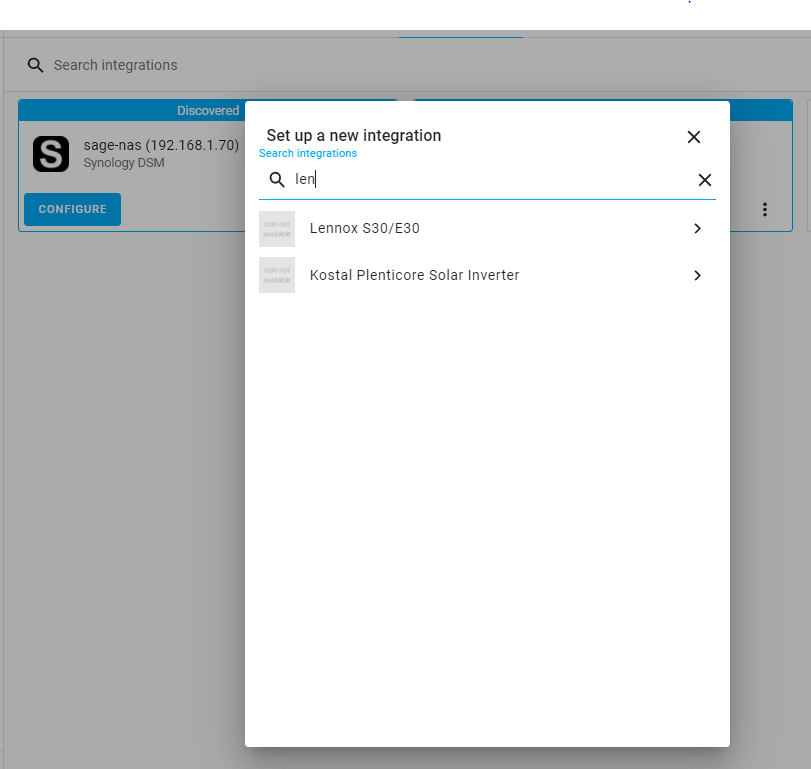 Search integrations
Discovered
Set up a new integration
sage-nas (192.168.1.70)
Search integrations
Synology DSM
len
CONFIGURE
icon not
available
Lennox S30/E30
icon not
available
Kostal Plenticore Solar Inverter